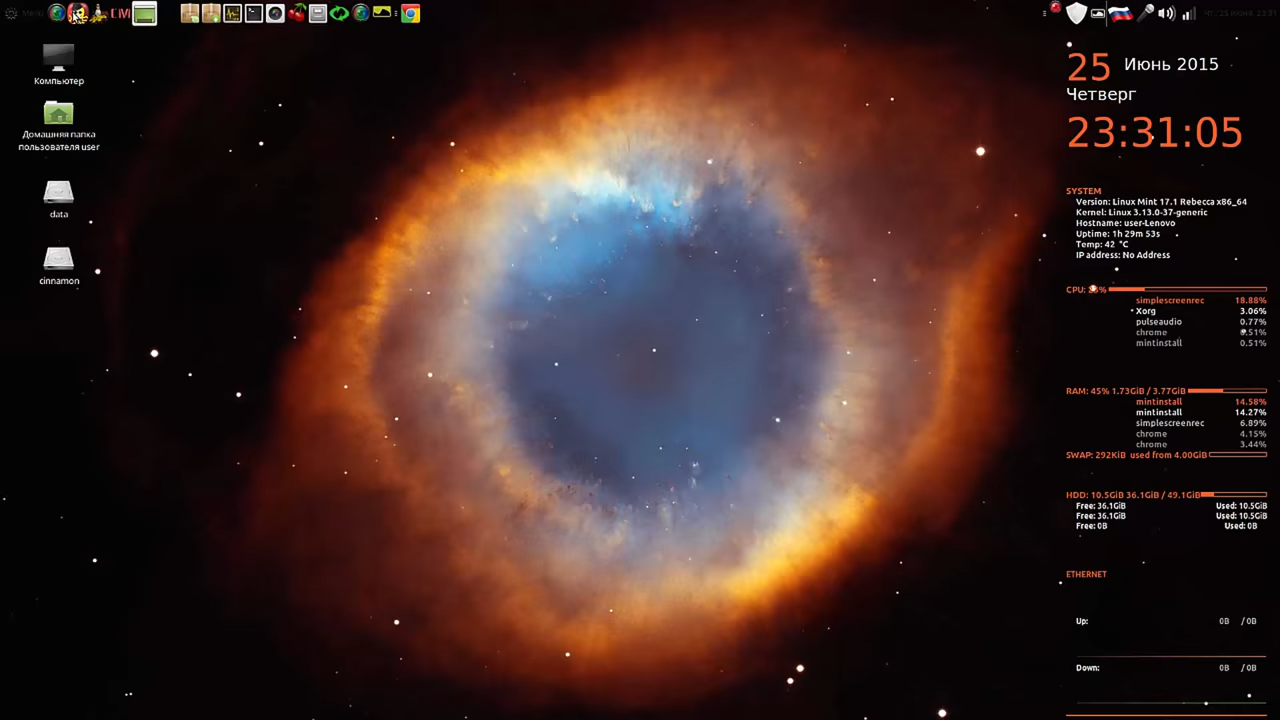 Компьютер
Домашняя папка
пользователя user
data
cinnamon
25 Июнь 2015
Четверг
23:31:05
SYSTEM
Version: Linux Mint 17.1 Rebecca x86_64
Kernel: Linux 3.13.0-37-generic
Hostname: user-Lenovo
Uptime: 1h 29m 53s
Temp: 42 °C
IP address: No Address
CPU:
simplescreenrec 18.88%
Xorg 3.06%
pulseaudio 0.77%
chrome 0.51%
mintinstall 0.51%
RAM: 45% 1.73GiB / 3.77GiB
mintinstall 14.58%
mintinstall 14.27%
simplescreenrec 6.89%
chrome 4.15%
chrome 3.44%
SWAP: 292KiB used from 4.00GiB
HDD: 10.5GiB 36.1GiB / 49.1GiB
Free: 36.1GiB Used: 10.5GiB
Free: 36.1GiB Used: 10.5GiB
Free: 0B Used: 0B
ETHERNET
Up: 0B / 0B
Down: 0B / 0B